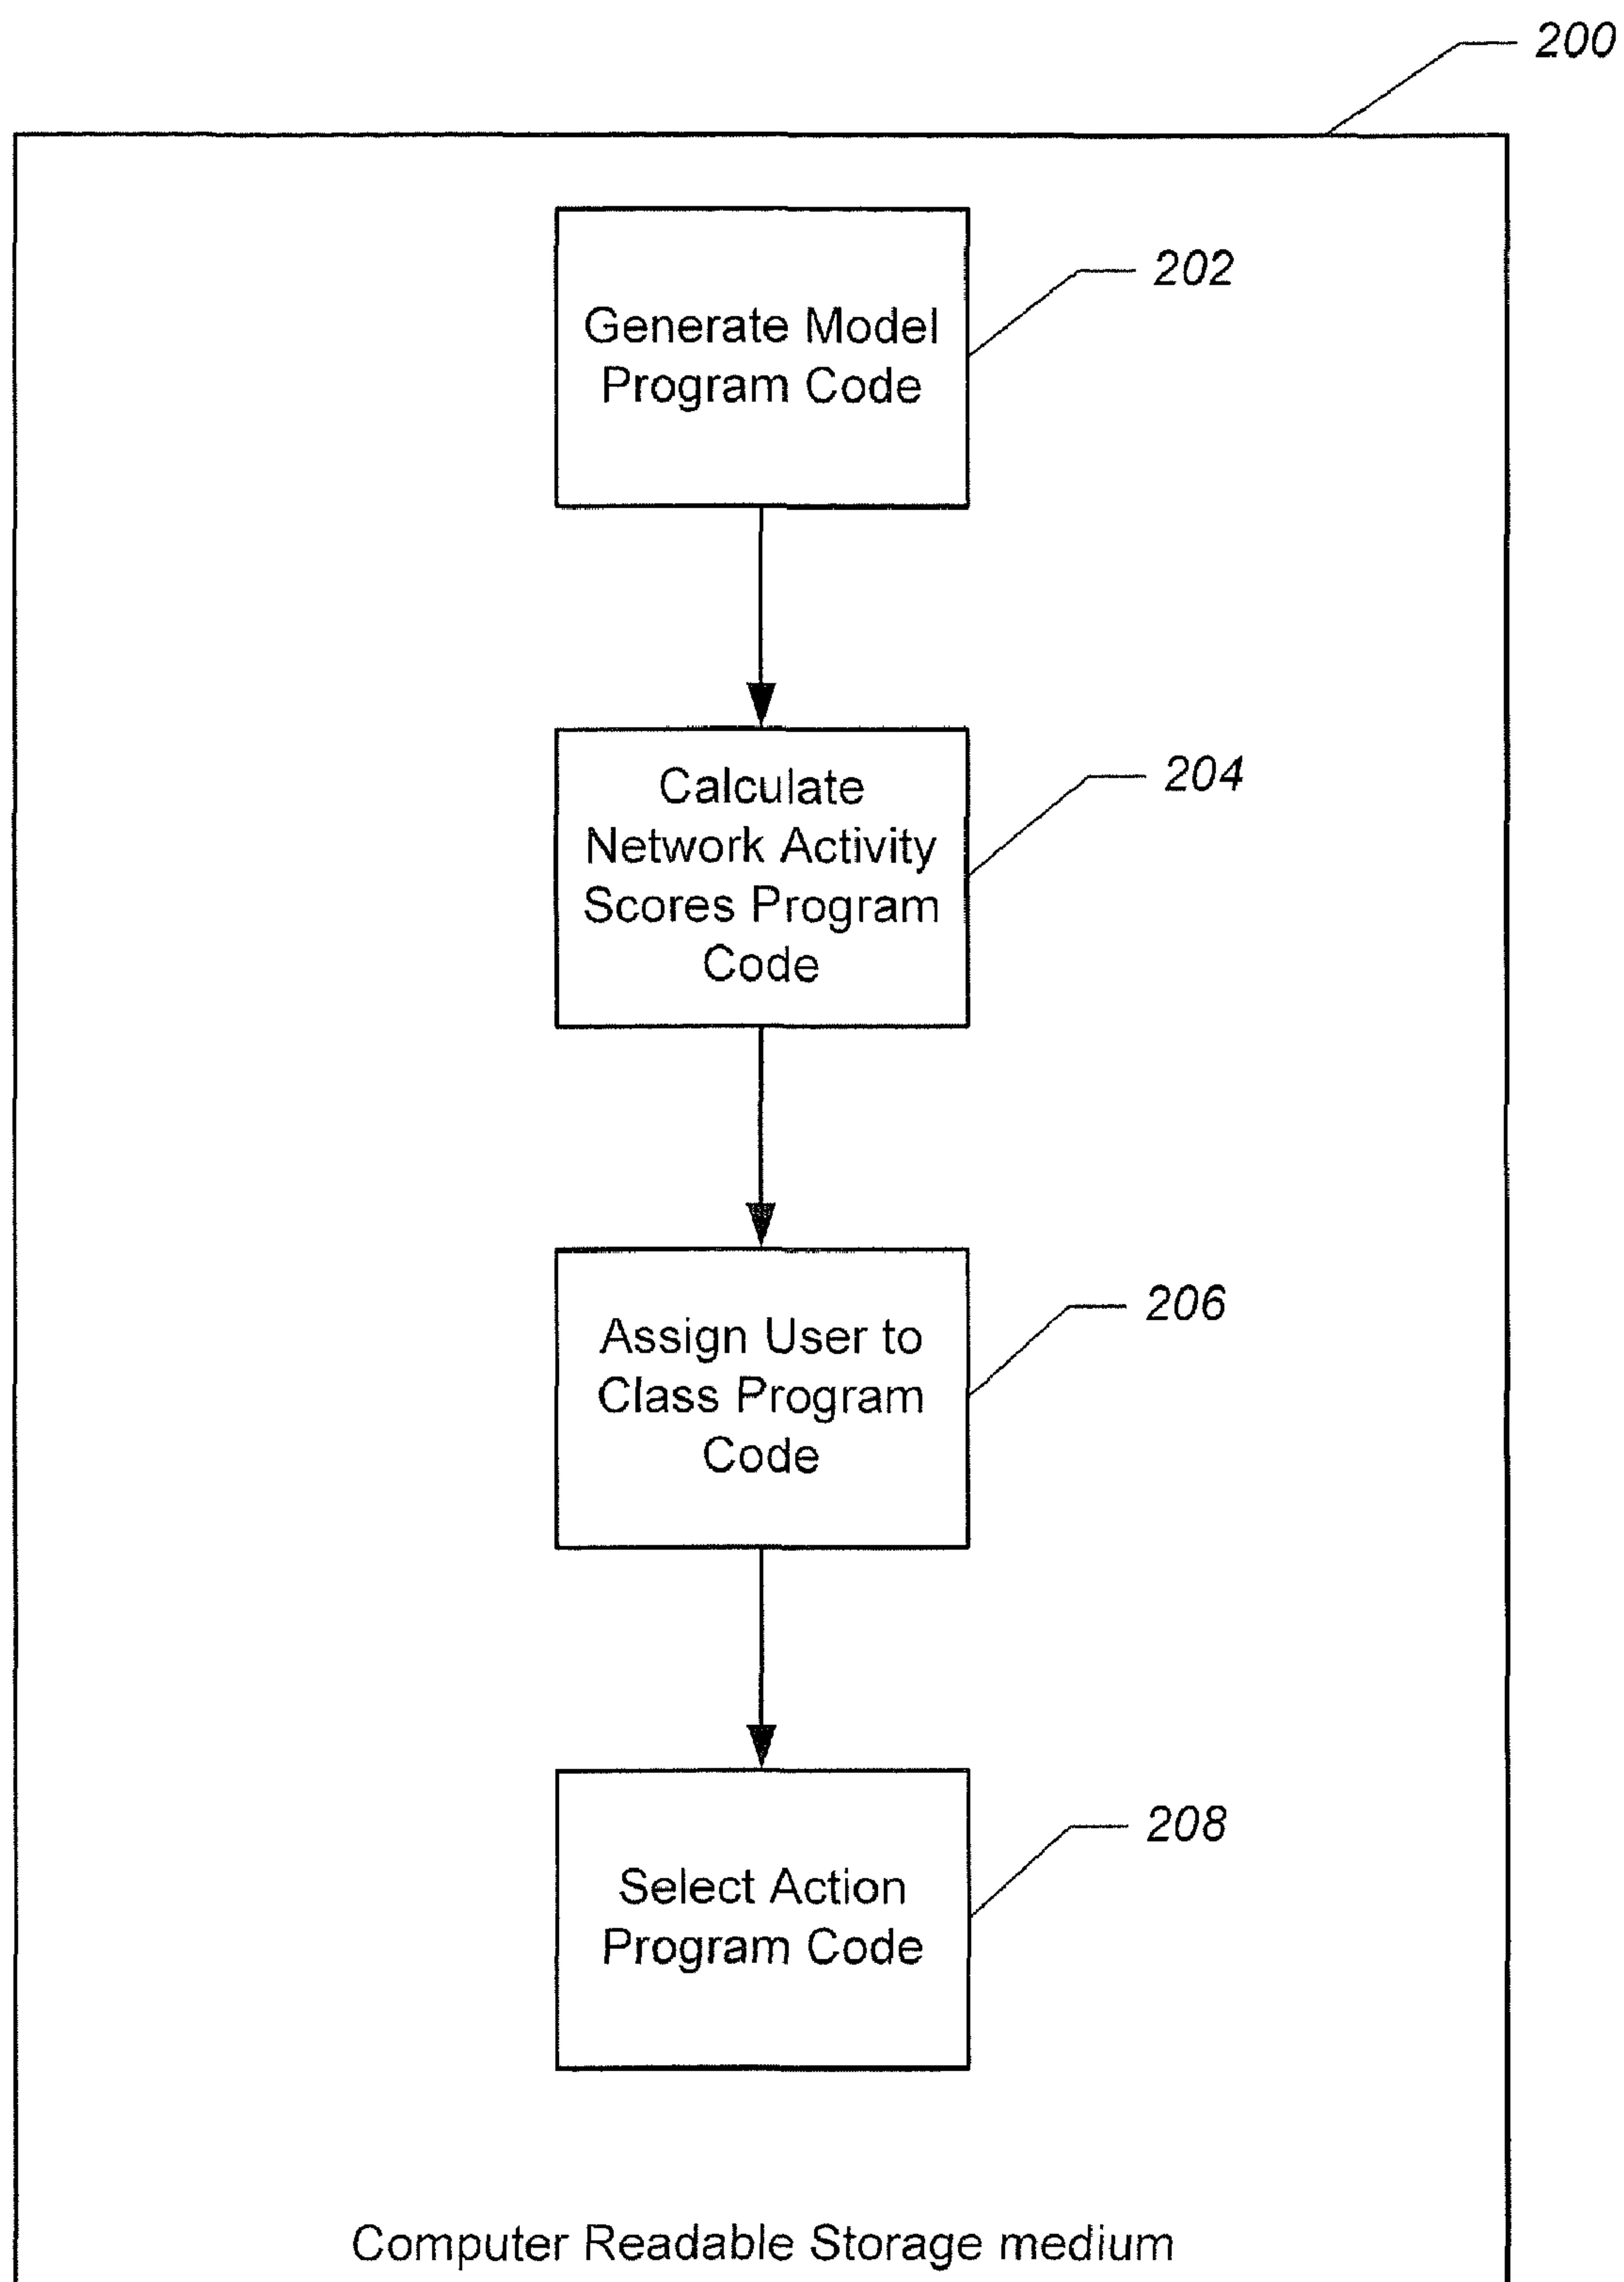 200
202
Generate Model
Program Code
204
Calculate
Network Activity
Scores Program
Code
206
Assign User to
Class Program
Code
208
Select Action
Program Code
Computer Readable Storage medium